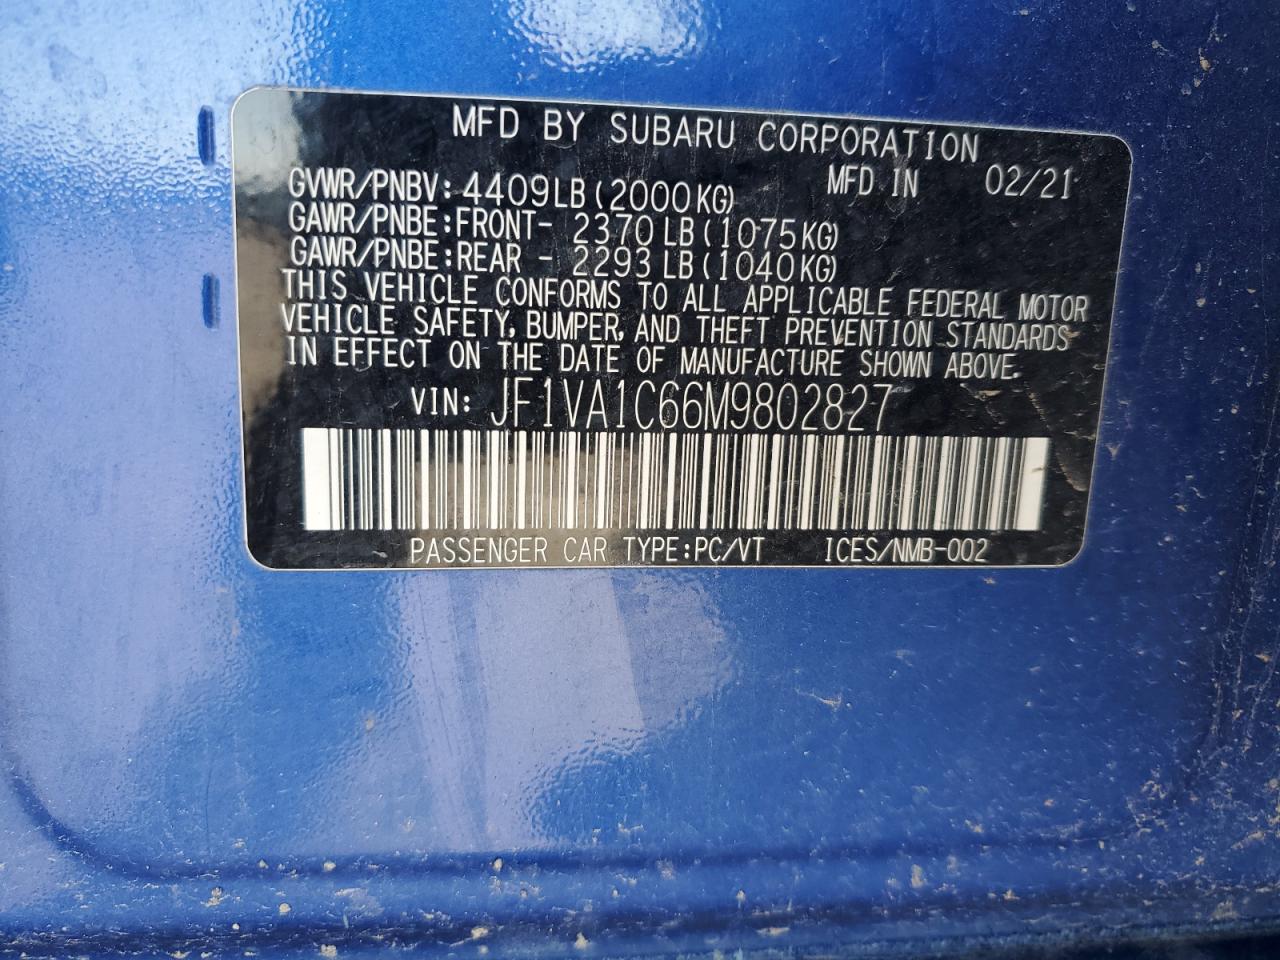 MFD BY SUBARU CORPORATION
MFD IN 02/21
GVWR/PNBV: 4409LB (2000KG)
GAWR/PNBE:FRONT- 2370 LB (1075KG)
GAWR/PNBE:REAR - 2293 LB (1040KG)
THIS VEHICLE CONFORMS TO ALL APPLICABLE FEDERAL MOTOR
VEHICLE SAFETY, BUMPER, AND THEFT PREVENTION STANDARDS
IN EFFECT ON THE DATE OF MANUFACTURE SHOWN ABOVE.
VIN: JF1VA1C66M9802827
PASSENGER CAR TYPE:PC/VT ICES/NMB-002